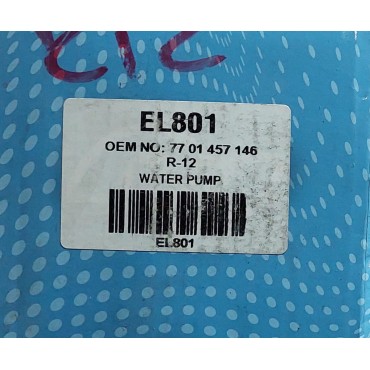 EL801
OEM NO: 77 01 457 146
R-12
WATER PUMP
EL801